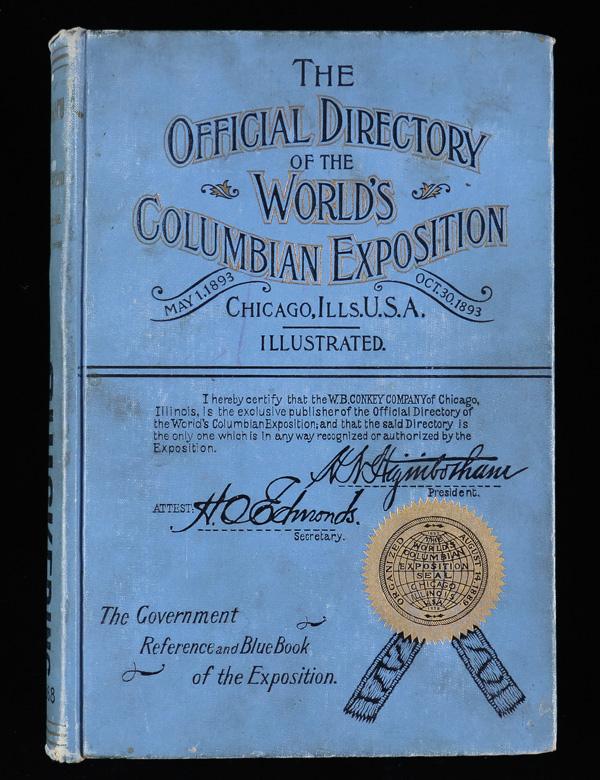 THE
OFFICIAL DIRECTORY
OF THE
WORLD'S
COLUMBIAN EXPOSITION
MAY 1, 1893
OCT. 30, 1893
CHICAGO, ILLS. U.S.A.
ILLUSTRATED.
I hereby certify that the W.B. CONKEY COMPANY of Chicago,
Illinois, is the exclusive publisher of the Official Directory of
the World's Columbian Exposition; and that the said Directory is
the only one which is in any way recognized or authorized by the
Exposition.
H. N. Higinbotham
President.
ATTEST: H. O. Edmonds.
Secretary.
ORGANIZED AUGUST 14 1889
THE
WORLD'S
COLUMBIAN
EXPOSITION
SEAL
CHICAGO
ILLINOIS
The Government
Reference and Blue Book
of the Exposition.
CHICKERING